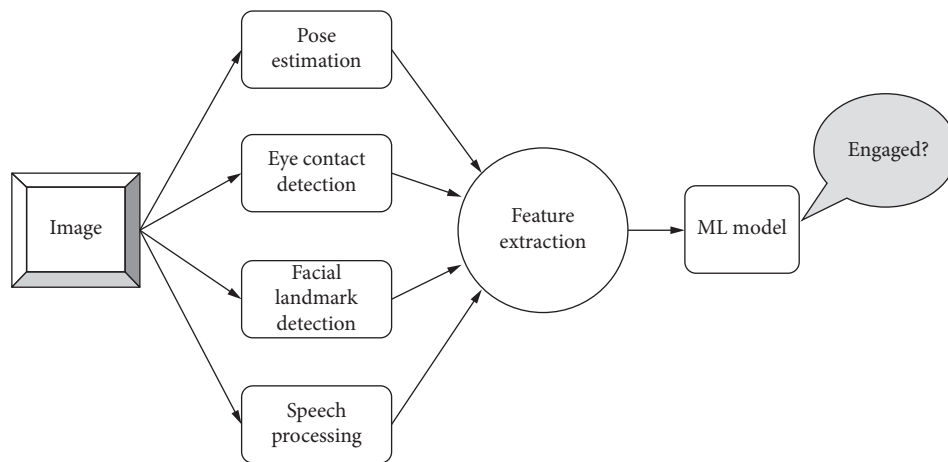 Image
Pose
estimation
Eye contact
detection
Facial
landmark
detection
Speech
processing
Feature
extraction
ML model
Engaged?